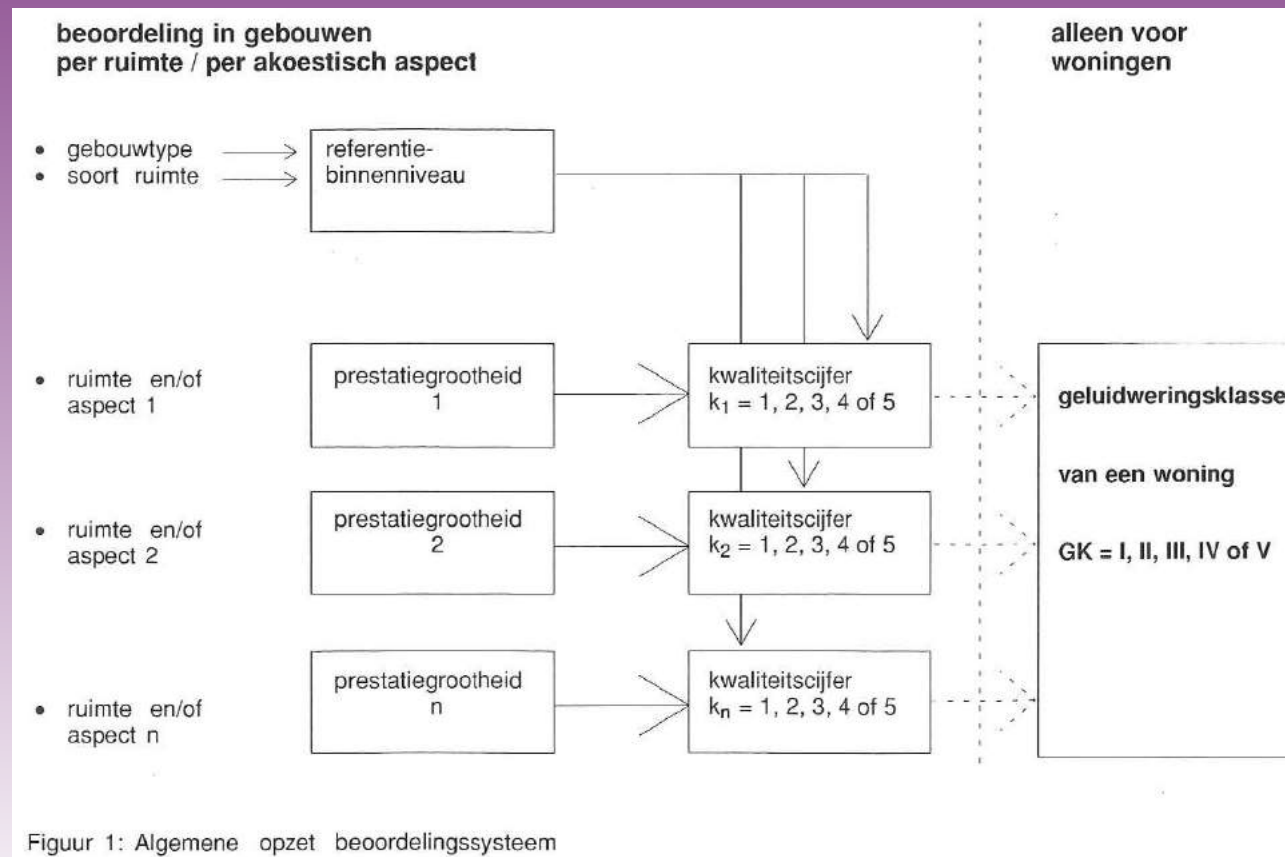 beoordeling in gebouwen
per ruimte / per akoestisch aspect
alleen voor
woningen
• gebouwtype
• soort ruimte
referentie-
binnenniveau
• ruimte en/of
aspect 1
prestatiegrootheid
1
kwaliteitscijfer
k₁ = 1, 2, 3, 4 of 5
• ruimte en/of
aspect 2
prestatiegrootheid
2
kwaliteitscijfer
k₂ = 1, 2, 3, 4 of 5
• ruimte en/of
aspect n
prestatiegrootheid
n
kwaliteitscijfer
kₙ = 1, 2, 3, 4 of 5
geluidweringsklasse
van een woning
GK = I, II, III, IV of V
Figuur 1: Algemene opzet beoordelingssysteem